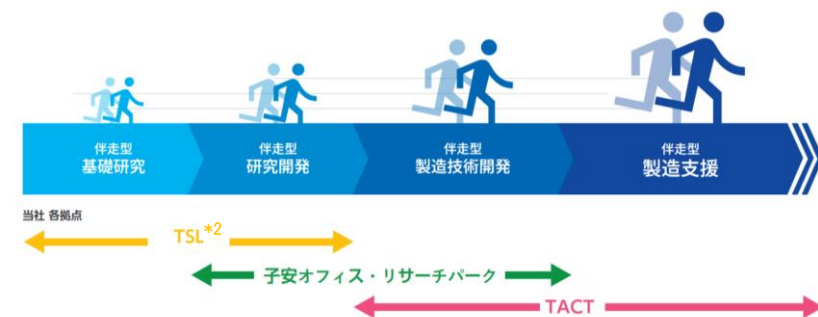 伴走型
基礎研究
伴走型
研究開発
伴走型
製造技術開発
伴走型
製造支援
当社 各拠点
TSL*2
子安オフィス・リサーチパーク
TACT